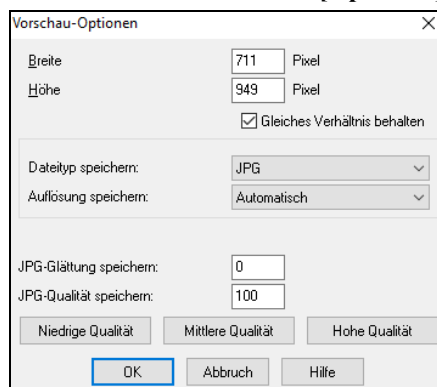 Vorschau-Optionen
Breite 711 Pixel
Höhe 949 Pixel
Gleiches Verhältnis behalten
Dateityp speichern: JPG
Auflösung speichern: Automatisch
JPG-Glättung speichern: 0
JPG-Qualität speichern: 100
Niedrige Qualität Mittlere Qualität Hohe Qualität
OK Abbruch Hilfe